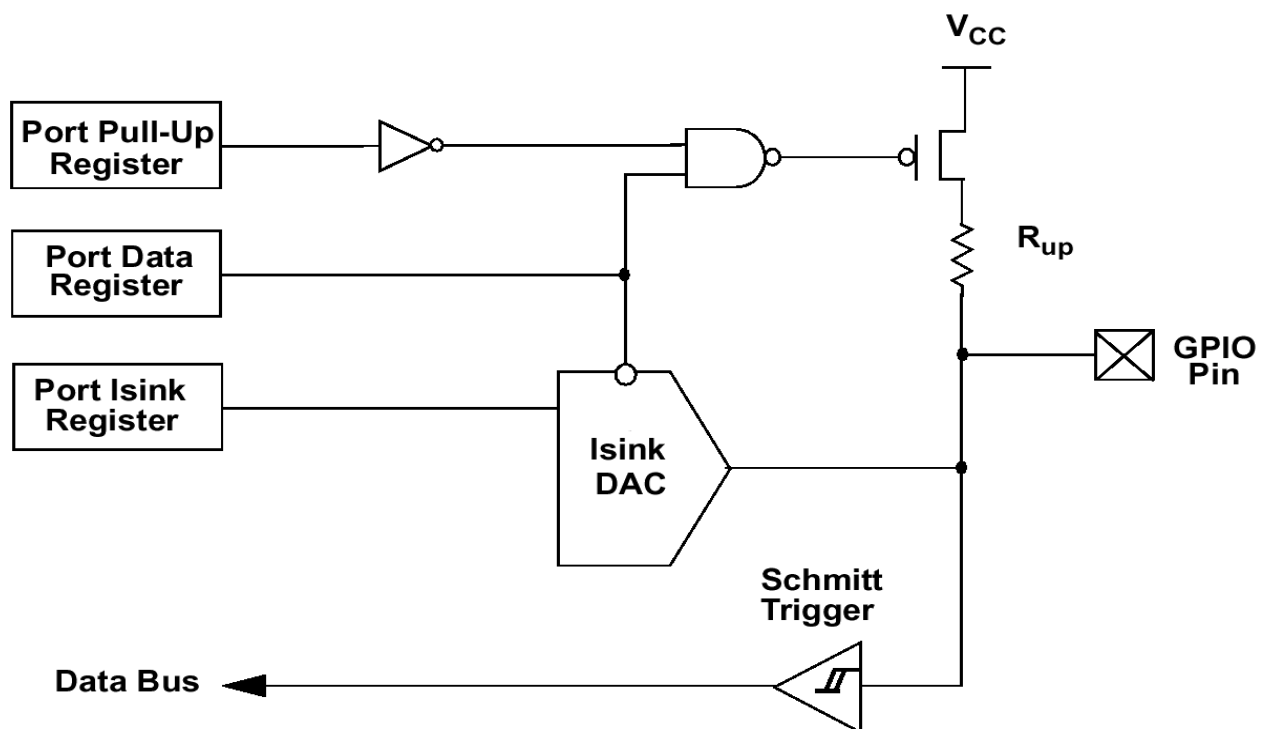 V_CC
Port Pull-Up
Register
R_up
Port Data
Register
GPIO
Pin
Port Isink
Register
Isink
DAC
Schmitt
Trigger
Data Bus